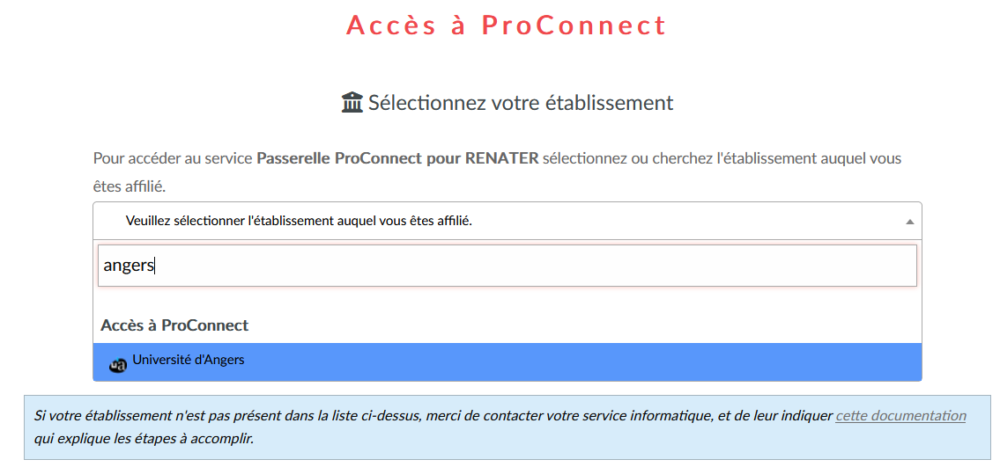 Accès à ProConnect
Sélectionnez votre établissement
Pour accéder au service Passerelle ProConnect pour RENATER sélectionnez ou cherchez l'établissement auquel vous
êtes affilié.
Veuillez sélectionner l'établissement auquel vous êtes affilié.
angers
Accès à ProConnect
ua Université d'Angers
Si votre établissement n'est pas présent dans la liste ci-dessus, merci de contacter votre service informatique, et de leur indiquer cette documentation
qui explique les étapes à accomplir.